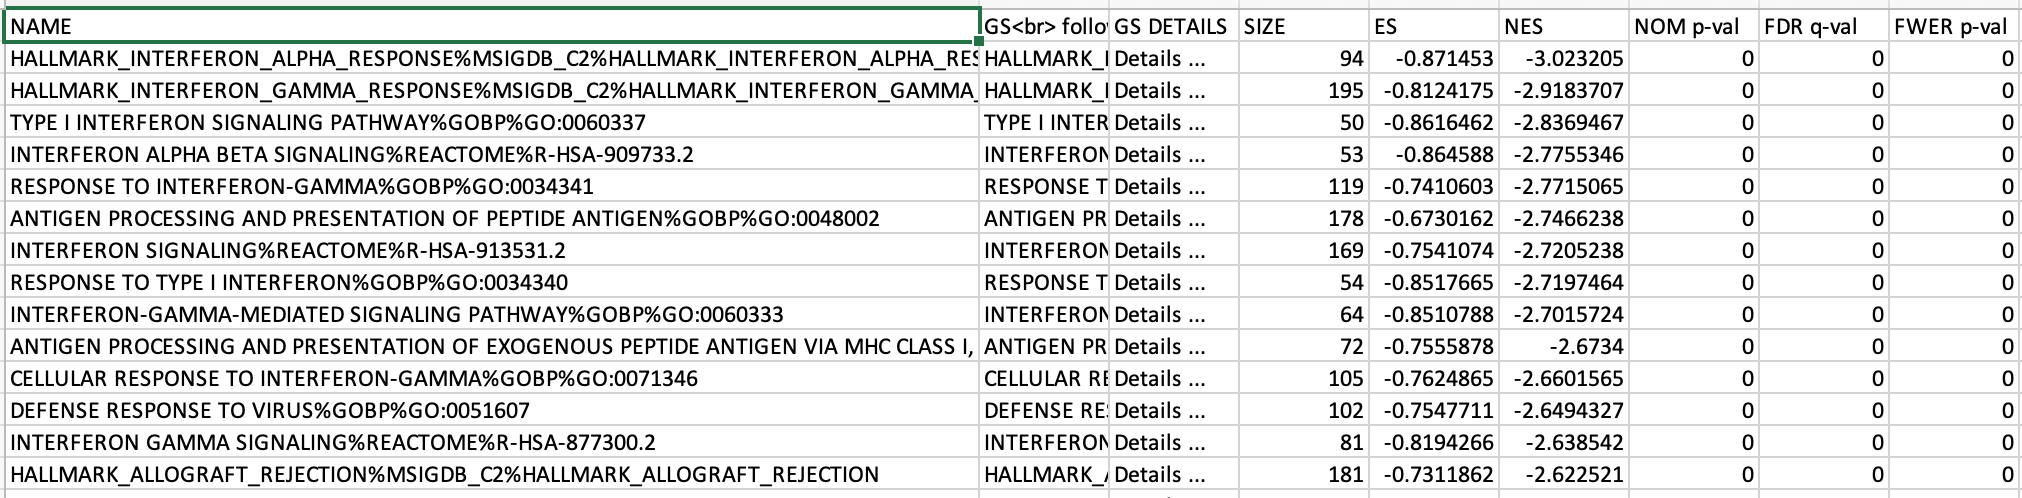 NAME GS<br> follo GS DETAILS SIZE ES NES NOM p-val FDR q-val FWER p-val
HALLMARK_INTERFERON_ALPHA_RESPONSE%MSIGDB_C2%HALLMARK_INTERFERON_ALPHA_RES HALLMARK_I Details ... 94 -0.871453 -3.023205 0 0 0
HALLMARK_INTERFERON_GAMMA_RESPONSE%MSIGDB_C2%HALLMARK_INTERFERON_GAMMA_ HALLMARK_I Details ... 195 -0.8124175 -2.9183707 0 0 0
TYPE I INTERFERON SIGNALING PATHWAY%GOBP%GO:0060337 TYPE I INTER Details ... 50 -0.8616462 -2.8369467 0 0 0
INTERFERON ALPHA BETA SIGNALING%REACTOME%R-HSA-909733.2 INTERFERON Details ... 53 -0.864588 -2.7755346 0 0 0
RESPONSE TO INTERFERON-GAMMA%GOBP%GO:0034341 RESPONSE T Details ... 119 -0.7410603 -2.7715065 0 0 0
ANTIGEN PROCESSING AND PRESENTATION OF PEPTIDE ANTIGEN%GOBP%GO:0048002 ANTIGEN PR Details ... 178 -0.6730162 -2.7466238 0 0 0
INTERFERON SIGNALING%REACTOME%R-HSA-913531.2 INTERFERON Details ... 169 -0.7541074 -2.7205238 0 0 0
RESPONSE TO TYPE I INTERFERON%GOBP%GO:0034340 RESPONSE T Details ... 54 -0.8517665 -2.7197464 0 0 0
INTERFERON-GAMMA-MEDIATED SIGNALING PATHWAY%GOBP%GO:0060333 INTERFERON Details ... 64 -0.8510788 -2.7015724 0 0 0
ANTIGEN PROCESSING AND PRESENTATION OF EXOGENOUS PEPTIDE ANTIGEN VIA MHC CLASS I, ANTIGEN PR Details ... 72 -0.7555878 -2.6734 0 0 0
CELLULAR RESPONSE TO INTERFERON-GAMMA%GOBP%GO:0071346 CELLULAR RE Details ... 105 -0.7624865 -2.6601565 0 0 0
DEFENSE RESPONSE TO VIRUS%GOBP%GO:0051607 DEFENSE RES Details ... 102 -0.7547711 -2.6494327 0 0 0
INTERFERON GAMMA SIGNALING%REACTOME%R-HSA-877300.2 INTERFERON Details ... 81 -0.8194266 -2.638542 0 0 0
HALLMARK_ALLOGRAFT_REJECTION%MSIGDB_C2%HALLMARK_ALLOGRAFT_REJECTION HALLMARK_A Details ... 181 -0.7311862 -2.622521 0 0 0